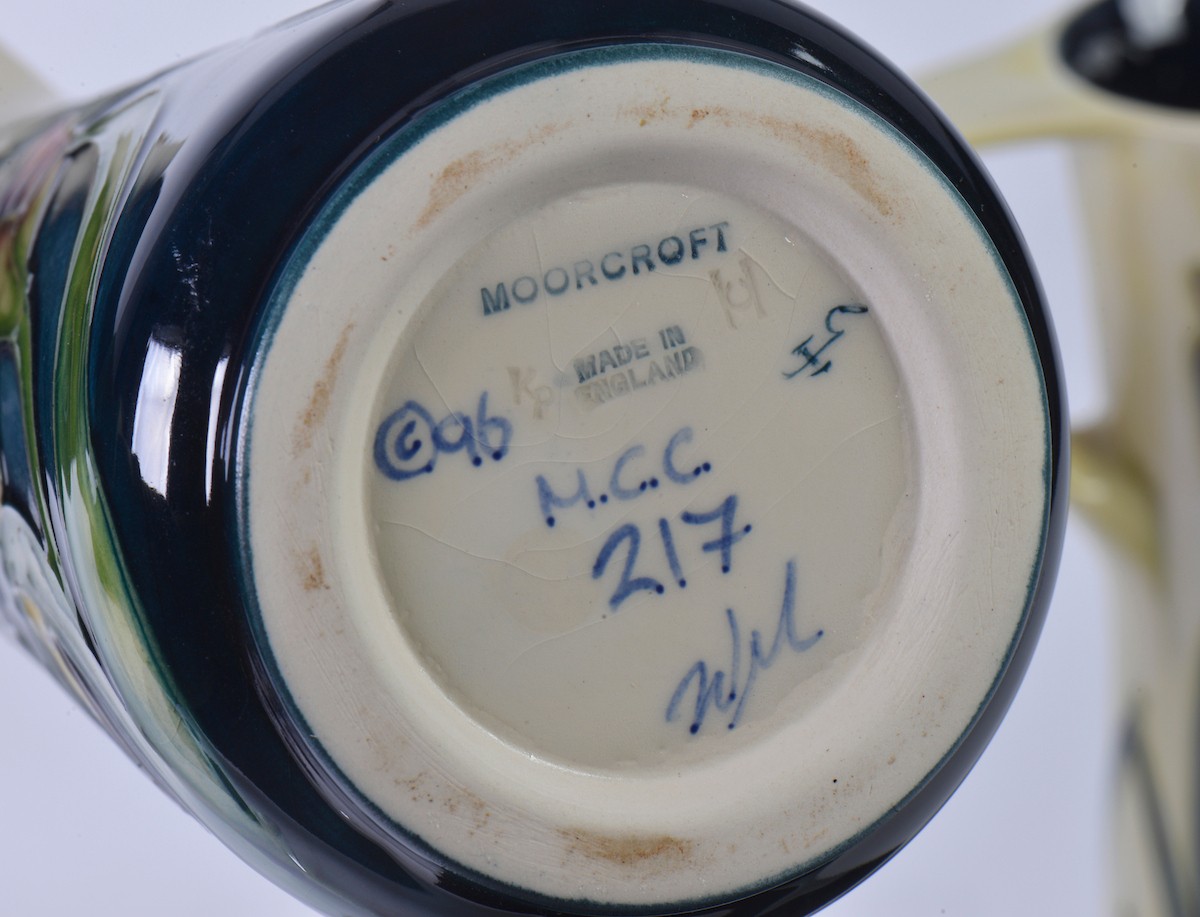 MOORCROFT
MADE IN
ENGLAND
©96
M.C.C.
217